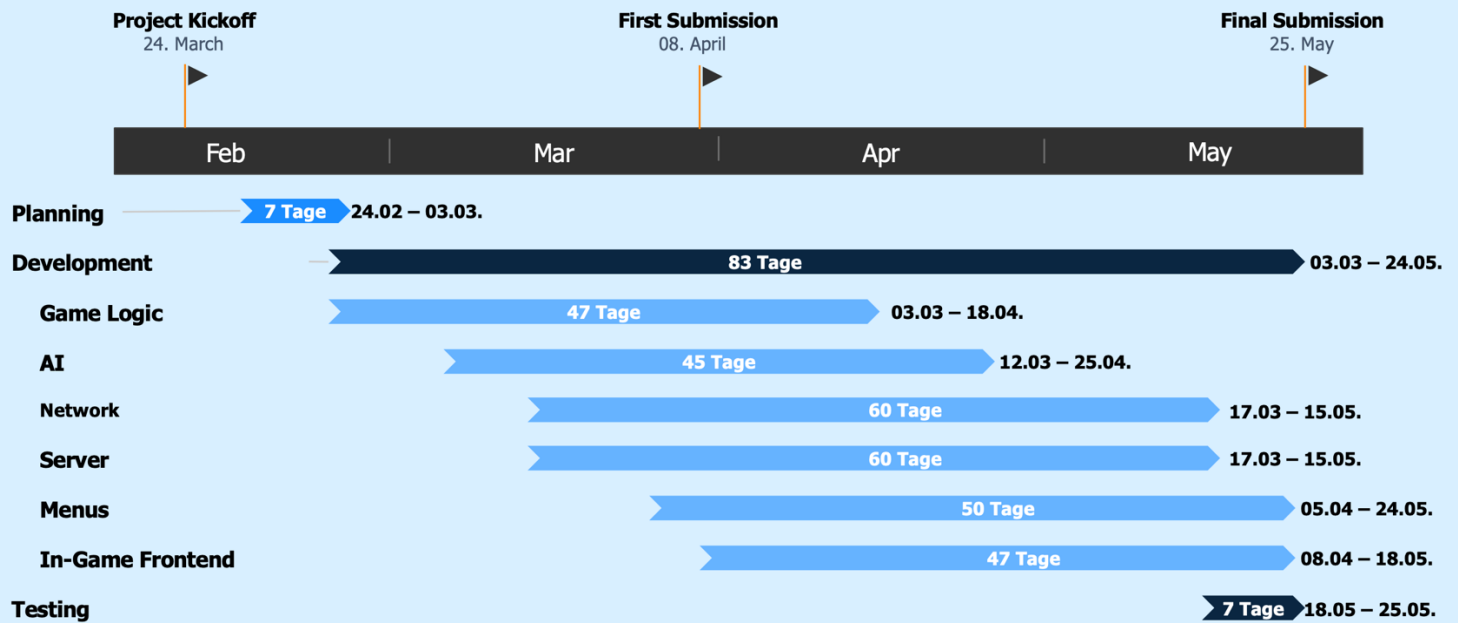 Project Kickoff
24. March
First Submission
08. April
Final Submission
25. May
Feb
Mar
Apr
May
Planning 7 Tage 24.02 – 03.03.
Development 83 Tage 03.03 – 24.05.
Game Logic 47 Tage 03.03 – 18.04.
AI 45 Tage 12.03 – 25.04.
Network 60 Tage 17.03 – 15.05.
Server 60 Tage 17.03 – 15.05.
Menus 50 Tage 05.04 – 24.05.
In-Game Frontend 47 Tage 08.04 – 18.05.
Testing 7 Tage 18.05 – 25.05.